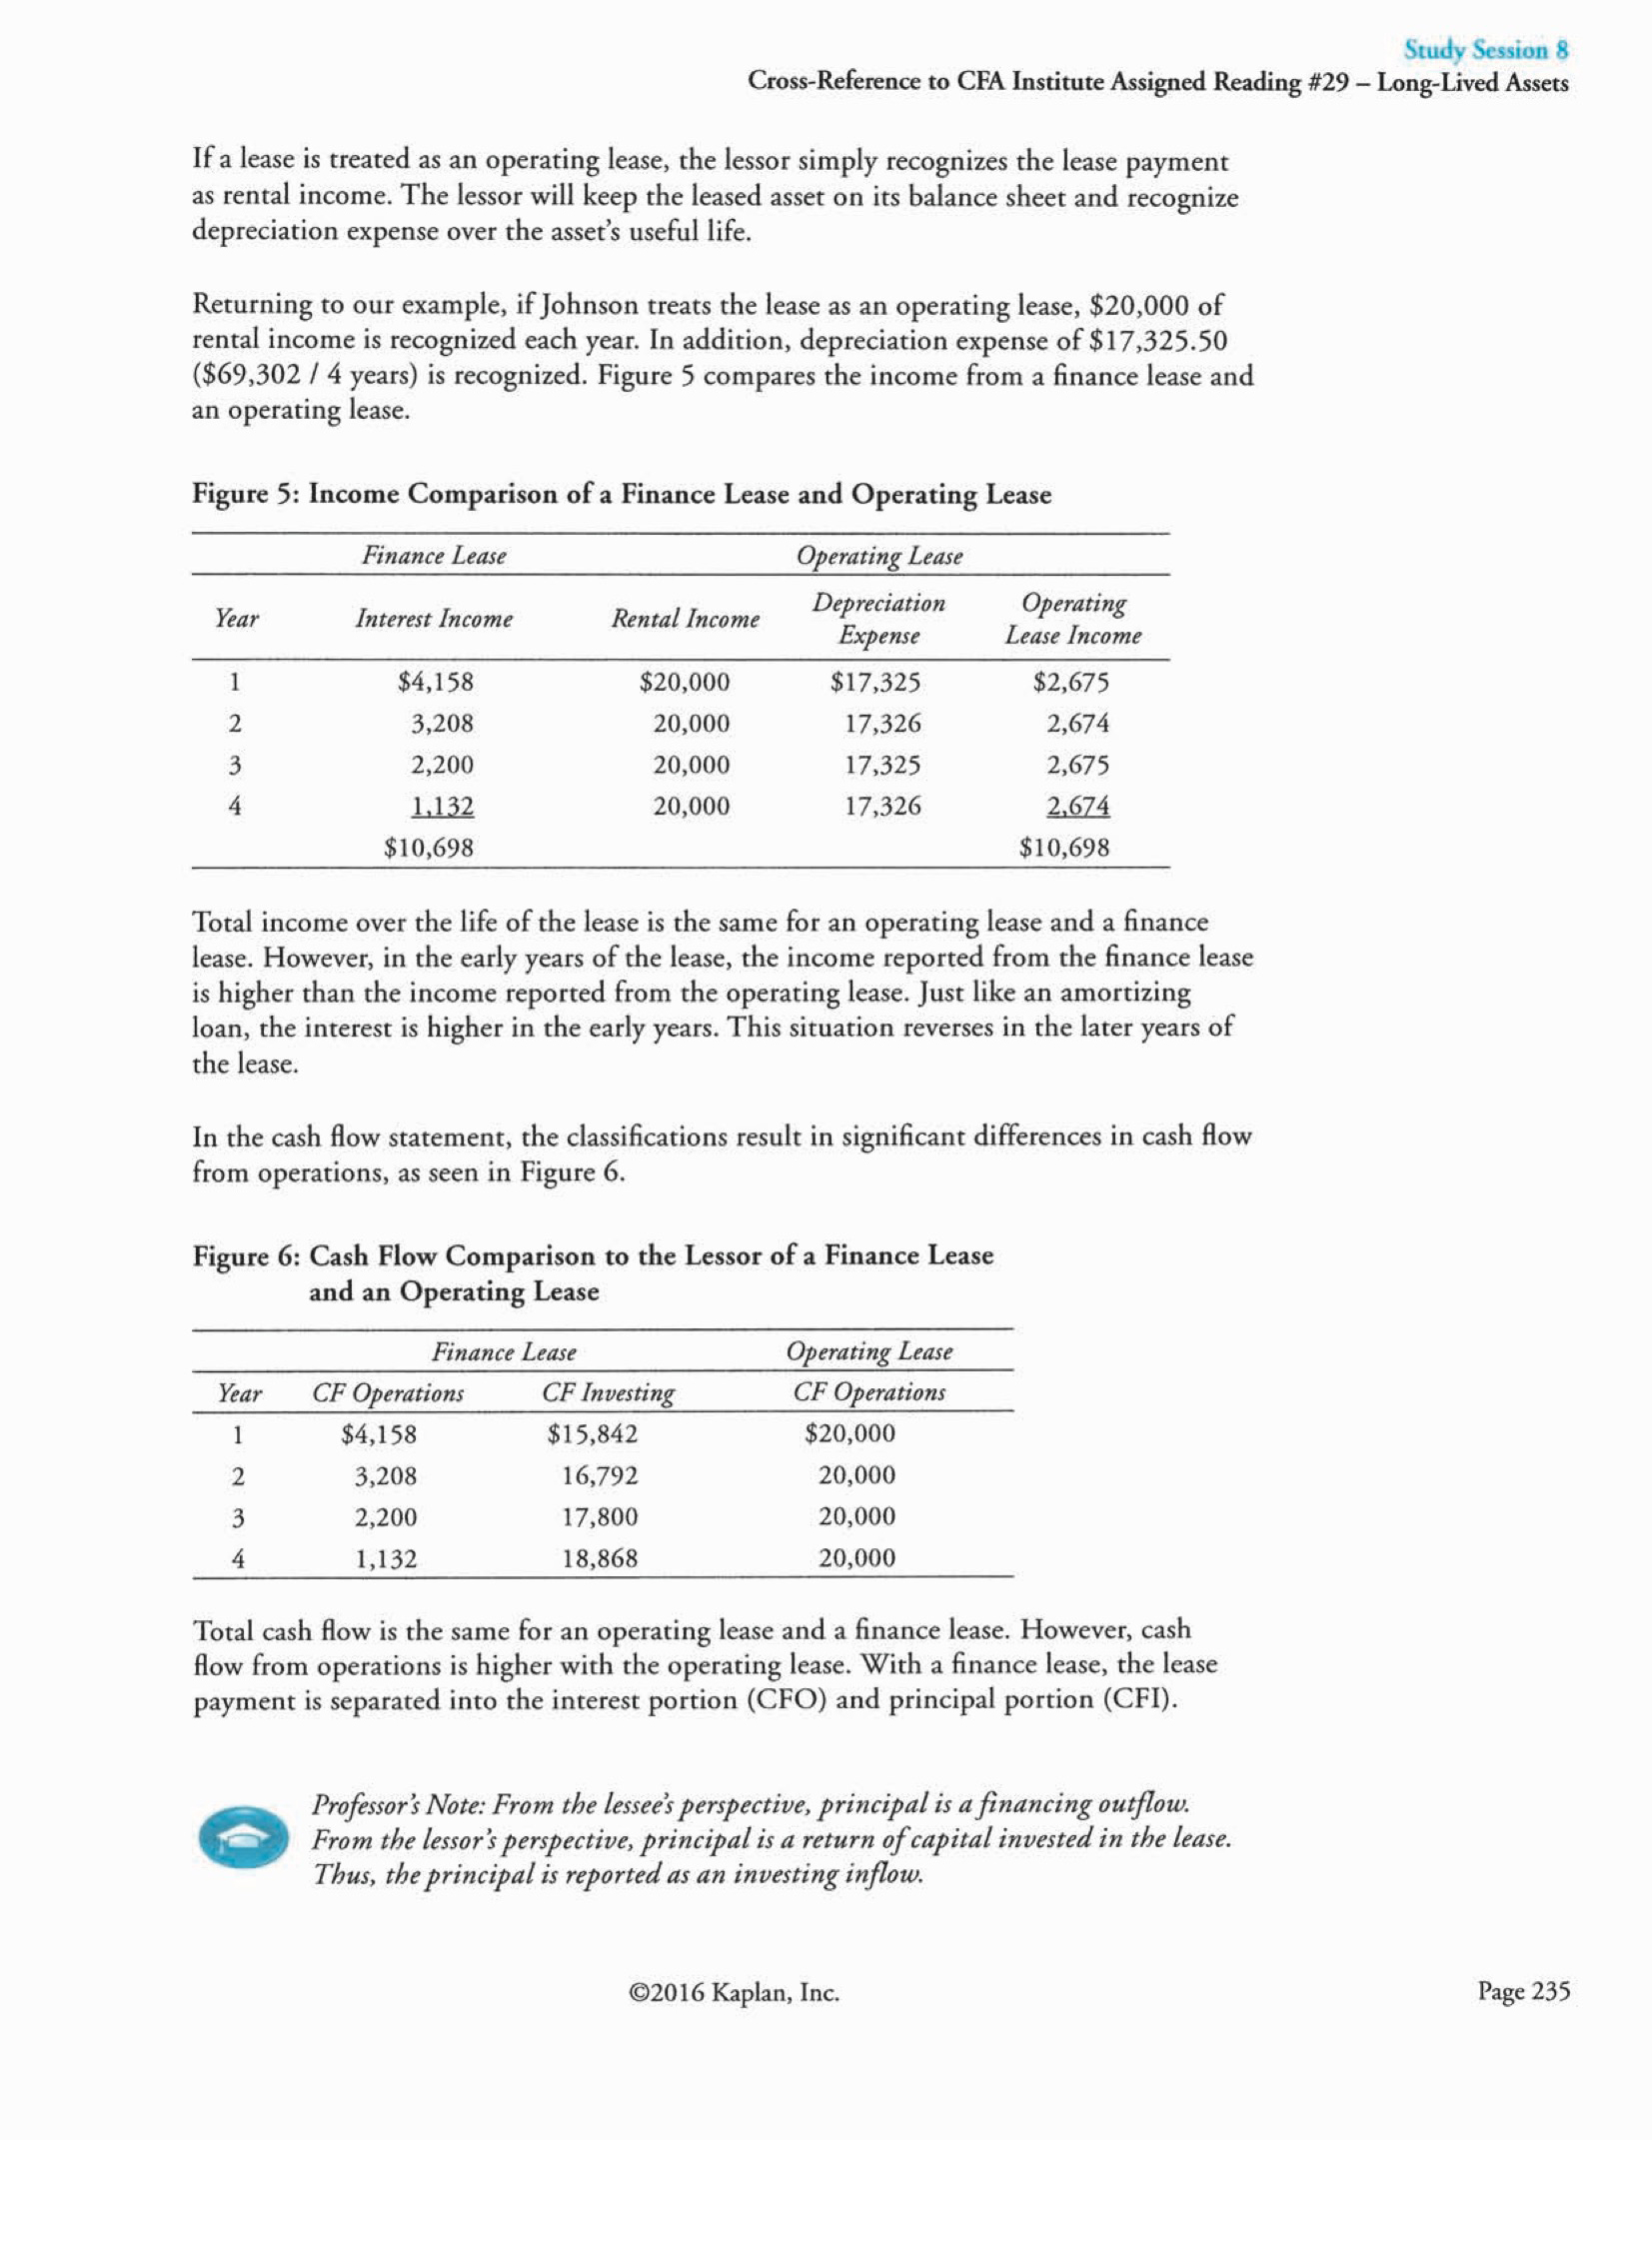 Study Session 8
Cross-Reference to CFA Institute Assigned Reading #29 – Long-Lived Assets
If a lease is treated as an operating lease, the lessor simply recognizes the lease payment
as rental income. The lessor will keep the leased asset on its balance sheet and recognize
depreciation expense over the asset's useful life.
Returning to our example, if Johnson treats the lease as an operating lease, $20,000 of
rental income is recognized each year. In addition, depreciation expense of $17,325.50
($69,302 / 4 years) is recognized. Figure 5 compares the income from a finance lease and
an operating lease.
Figure 5: Income Comparison of a Finance Lease and Operating Lease
Finance Lease Operating Lease
Year Interest Income Rental Income Depreciation Expense Operating Lease Income
1 $4,158 $20,000 $17,325 $2,675
2 3,208 20,000 17,326 2,674
3 2,200 20,000 17,325 2,675
4 1,132 20,000 17,326 2,674
$10,698 $10,698
Total income over the life of the lease is the same for an operating lease and a finance
lease. However, in the early years of the lease, the income reported from the finance lease
is higher than the income reported from the operating lease. Just like an amortizing
loan, the interest is higher in the early years. This situation reverses in the later years of
the lease.
In the cash flow statement, the classifications result in significant differences in cash flow
from operations, as seen in Figure 6.
Figure 6: Cash Flow Comparison to the Lessor of a Finance Lease
and an Operating Lease
Finance Lease Operating Lease
Year CF Operations CF Investing CF Operations
1 $4,158 $15,842 $20,000
2 3,208 16,792 20,000
3 2,200 17,800 20,000
4 1,132 18,868 20,000
Total cash flow is the same for an operating lease and a finance lease. However, cash
flow from operations is higher with the operating lease. With a finance lease, the lease
payment is separated into the interest portion (CFO) and principal portion (CFI).
Professor's Note: From the lessee's perspective, principal is a financing outflow.
From the lessor's perspective, principal is a return of capital invested in the lease.
Thus, the principal is reported as an investing inflow.
©2016 Kaplan, Inc.
Page 235